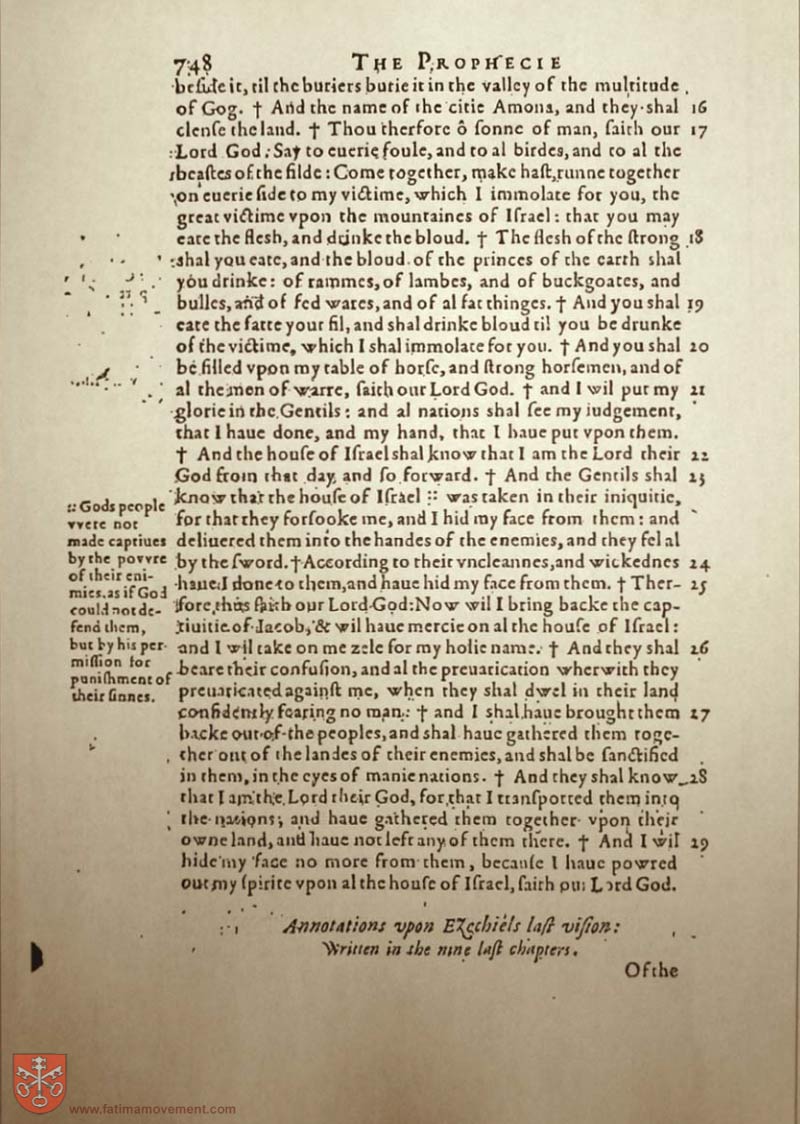 748 THE PROPHECIE
beſide it, til the buriers burie it in the valley of the multitude
of Gog. † And the name of the citie Amona, and they shal 16
clenſe the land. † Thou therfore ô ſonne of man, ſaith our 17
Lord God: Say to euerie foule, and to al birdes, and to al the
beaſtes of the filde: Come together, make haſt, runne together
on euerie ſide to my victime, which I immolate for you, the
great victime vpon the mountaines of Iſrael: that you may
eate the flesh, and drinke the bloud. † The flesh of the ſtrong 18
shal you eate, and the bloud of the princes of the earth shal
you drinke: of rammes, of lambes, and of buckgoates, and
bulles, and of fed wares, and of al fat thinges. † And you shal 19
eate the fatte your fil, and shal drinke bloud til you be drunke
of the victime, which I shal immolate for you. † And you shal 20
be filled vpon my table of horſe, and ſtrong horſemen, and of
al the men of warre, ſaith our Lord God. † and I wil put my 21
glorie in the Gentils: and al nations shal ſee my iudgement,
that I haue done, and my hand, that I haue put vpon them.
† And the houſe of Iſrael shal know that I am the Lord their 22
God from that day, and ſo forward. † And the Gentils shal 23
know that the houſe of Iſrael :: was taken in their iniquitie,
for that they forſooke me, and I hid my face from them: and
deliuered them into the handes of the enemies, and they fel al
by the ſword. † According to their vncleannes, and wickednes 24
haue I done to them, and haue hid my face from them. † Ther- 25
fore, thus ſaith our Lord God: Now wil I bring backe the cap-
tiuitie of Jacob, & wil haue mercie on al the houſe of Iſrael:
and I wil take on me zele for my holie name. † And they shal 26
beare their confuſion, and al the preuarication wherwith they
preuaricated againſt me, when they shal dwel in their land
confidently fearing no man: † and I shal haue brought them 27
backe out of the peoples, and shal haue gathered them toge-
ther out of the landes of their enemies, and shal be ſanctified
in them, in the eyes of manie nations. † And they shal know 28
that I am the Lord their God, for that I tranſported them into
the nations; and haue gathered them together vpon their
owne land, and haue not left any of them there. † And I wil 29
hide my face no more from them, becauſe I haue powred
out my ſpirite vpon al the houſe of Iſrael, ſaith our Lord God.
:: Gods people
vvere not
made captiues
by the povvre
of their eni-
mies, as if God
could not de-
fend them,
but by his per-
miſſion for
punishment of
their ſinnes.
Annotations vpon Ezechiels laſt viſion:
Written in the nine laſt chapters.
Of the
www.fatimamovement.com